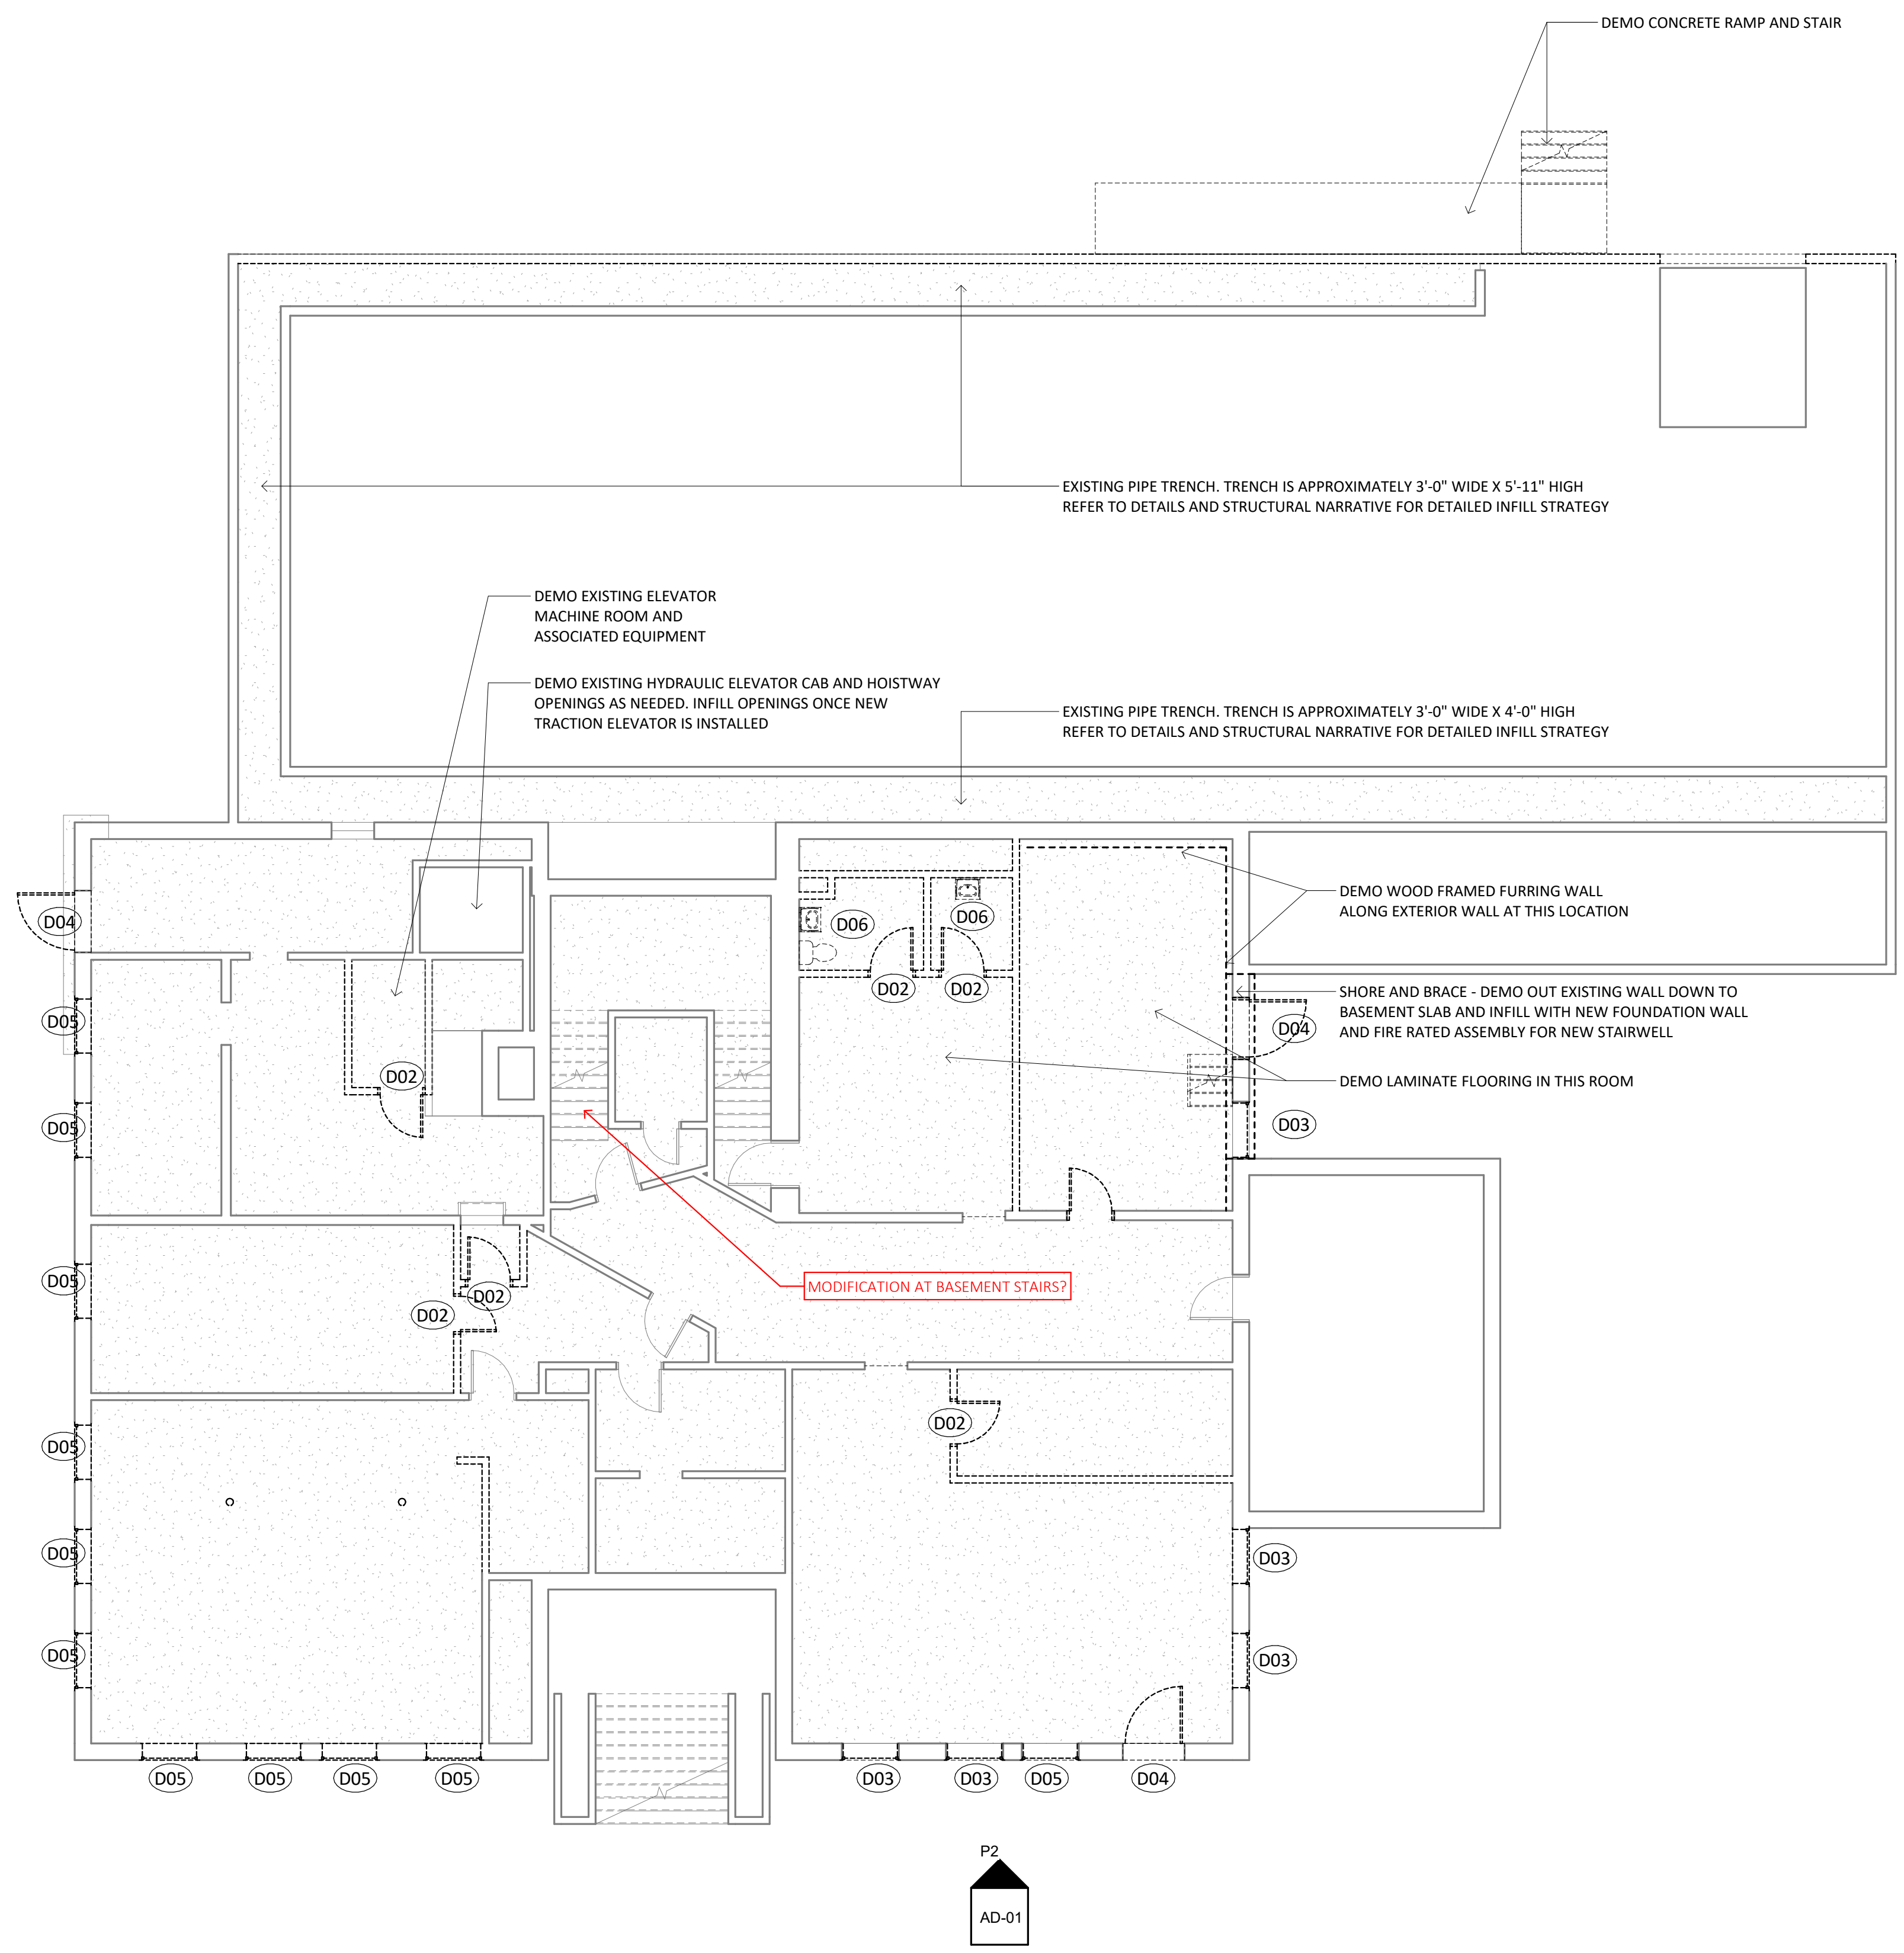 DEMO CONCRETE RAMP AND STAIR
EXISTING PIPE TRENCH. TRENCH IS APPROXIMATELY 3'-0" WIDE X 5'-11" HIGH
REFER TO DETAILS AND STRUCTURAL NARRATIVE FOR DETAILED INFILL STRATEGY
DEMO EXISTING ELEVATOR
MACHINE ROOM AND
ASSOCIATED EQUIPMENT
DEMO EXISTING HYDRAULIC ELEVATOR CAB AND HOISTWAY
OPENINGS AS NEEDED. INFILL OPENINGS ONCE NEW
TRACTION ELEVATOR IS INSTALLED
EXISTING PIPE TRENCH. TRENCH IS APPROXIMATELY 3'-0" WIDE X 4'-0" HIGH
REFER TO DETAILS AND STRUCTURAL NARRATIVE FOR DETAILED INFILL STRATEGY
DEMO WOOD FRAMED FURRING WALL
ALONG EXTERIOR WALL AT THIS LOCATION
D04
D06
D06
D02
D02
SHORE AND BRACE - DEMO OUT EXISTING WALL DOWN TO
BASEMENT SLAB AND INFILL WITH NEW FOUNDATION WALL
AND FIRE RATED ASSEMBLY FOR NEW STAIRWELL
D05
D04
D02
DEMO LAMINATE FLOORING IN THIS ROOM
D05
D03
D05
D02
D02
MODIFICATION AT BASEMENT STAIRS?
D02
D05
D05
D03
D05
D03
D05
D05
D05
D05
D03
D03
D05
D04
P2
AD-01